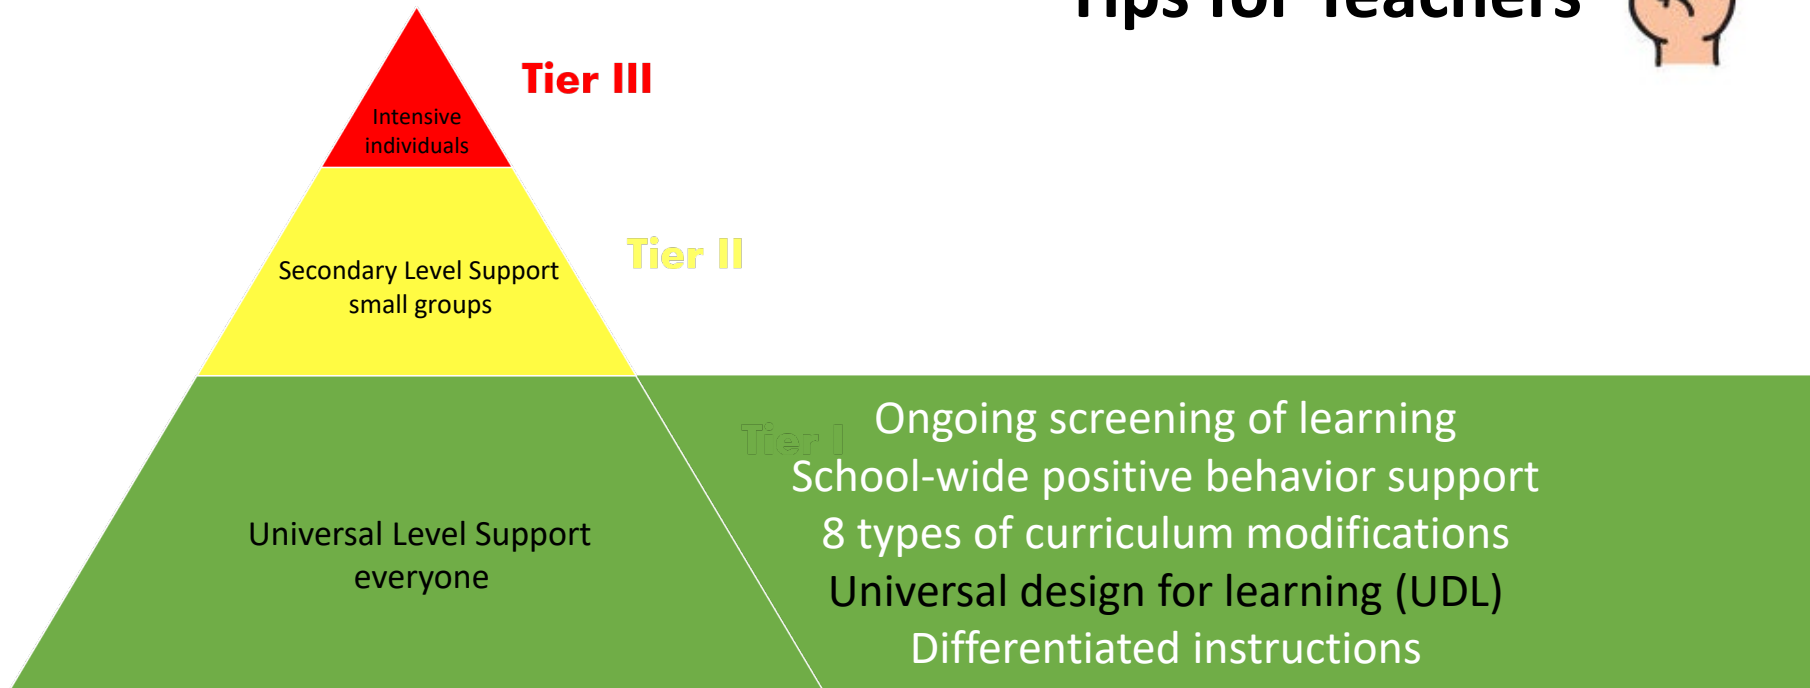 Tips for Teachers
Tier III
Intensive
individuals
Tier II
Secondary Level Support
small groups
Tier I
Ongoing screening of learning
School-wide positive behavior support
8 types of curriculum modifications
Universal design for learning (UDL)
Differentiated instructions
Universal Level Support
everyone